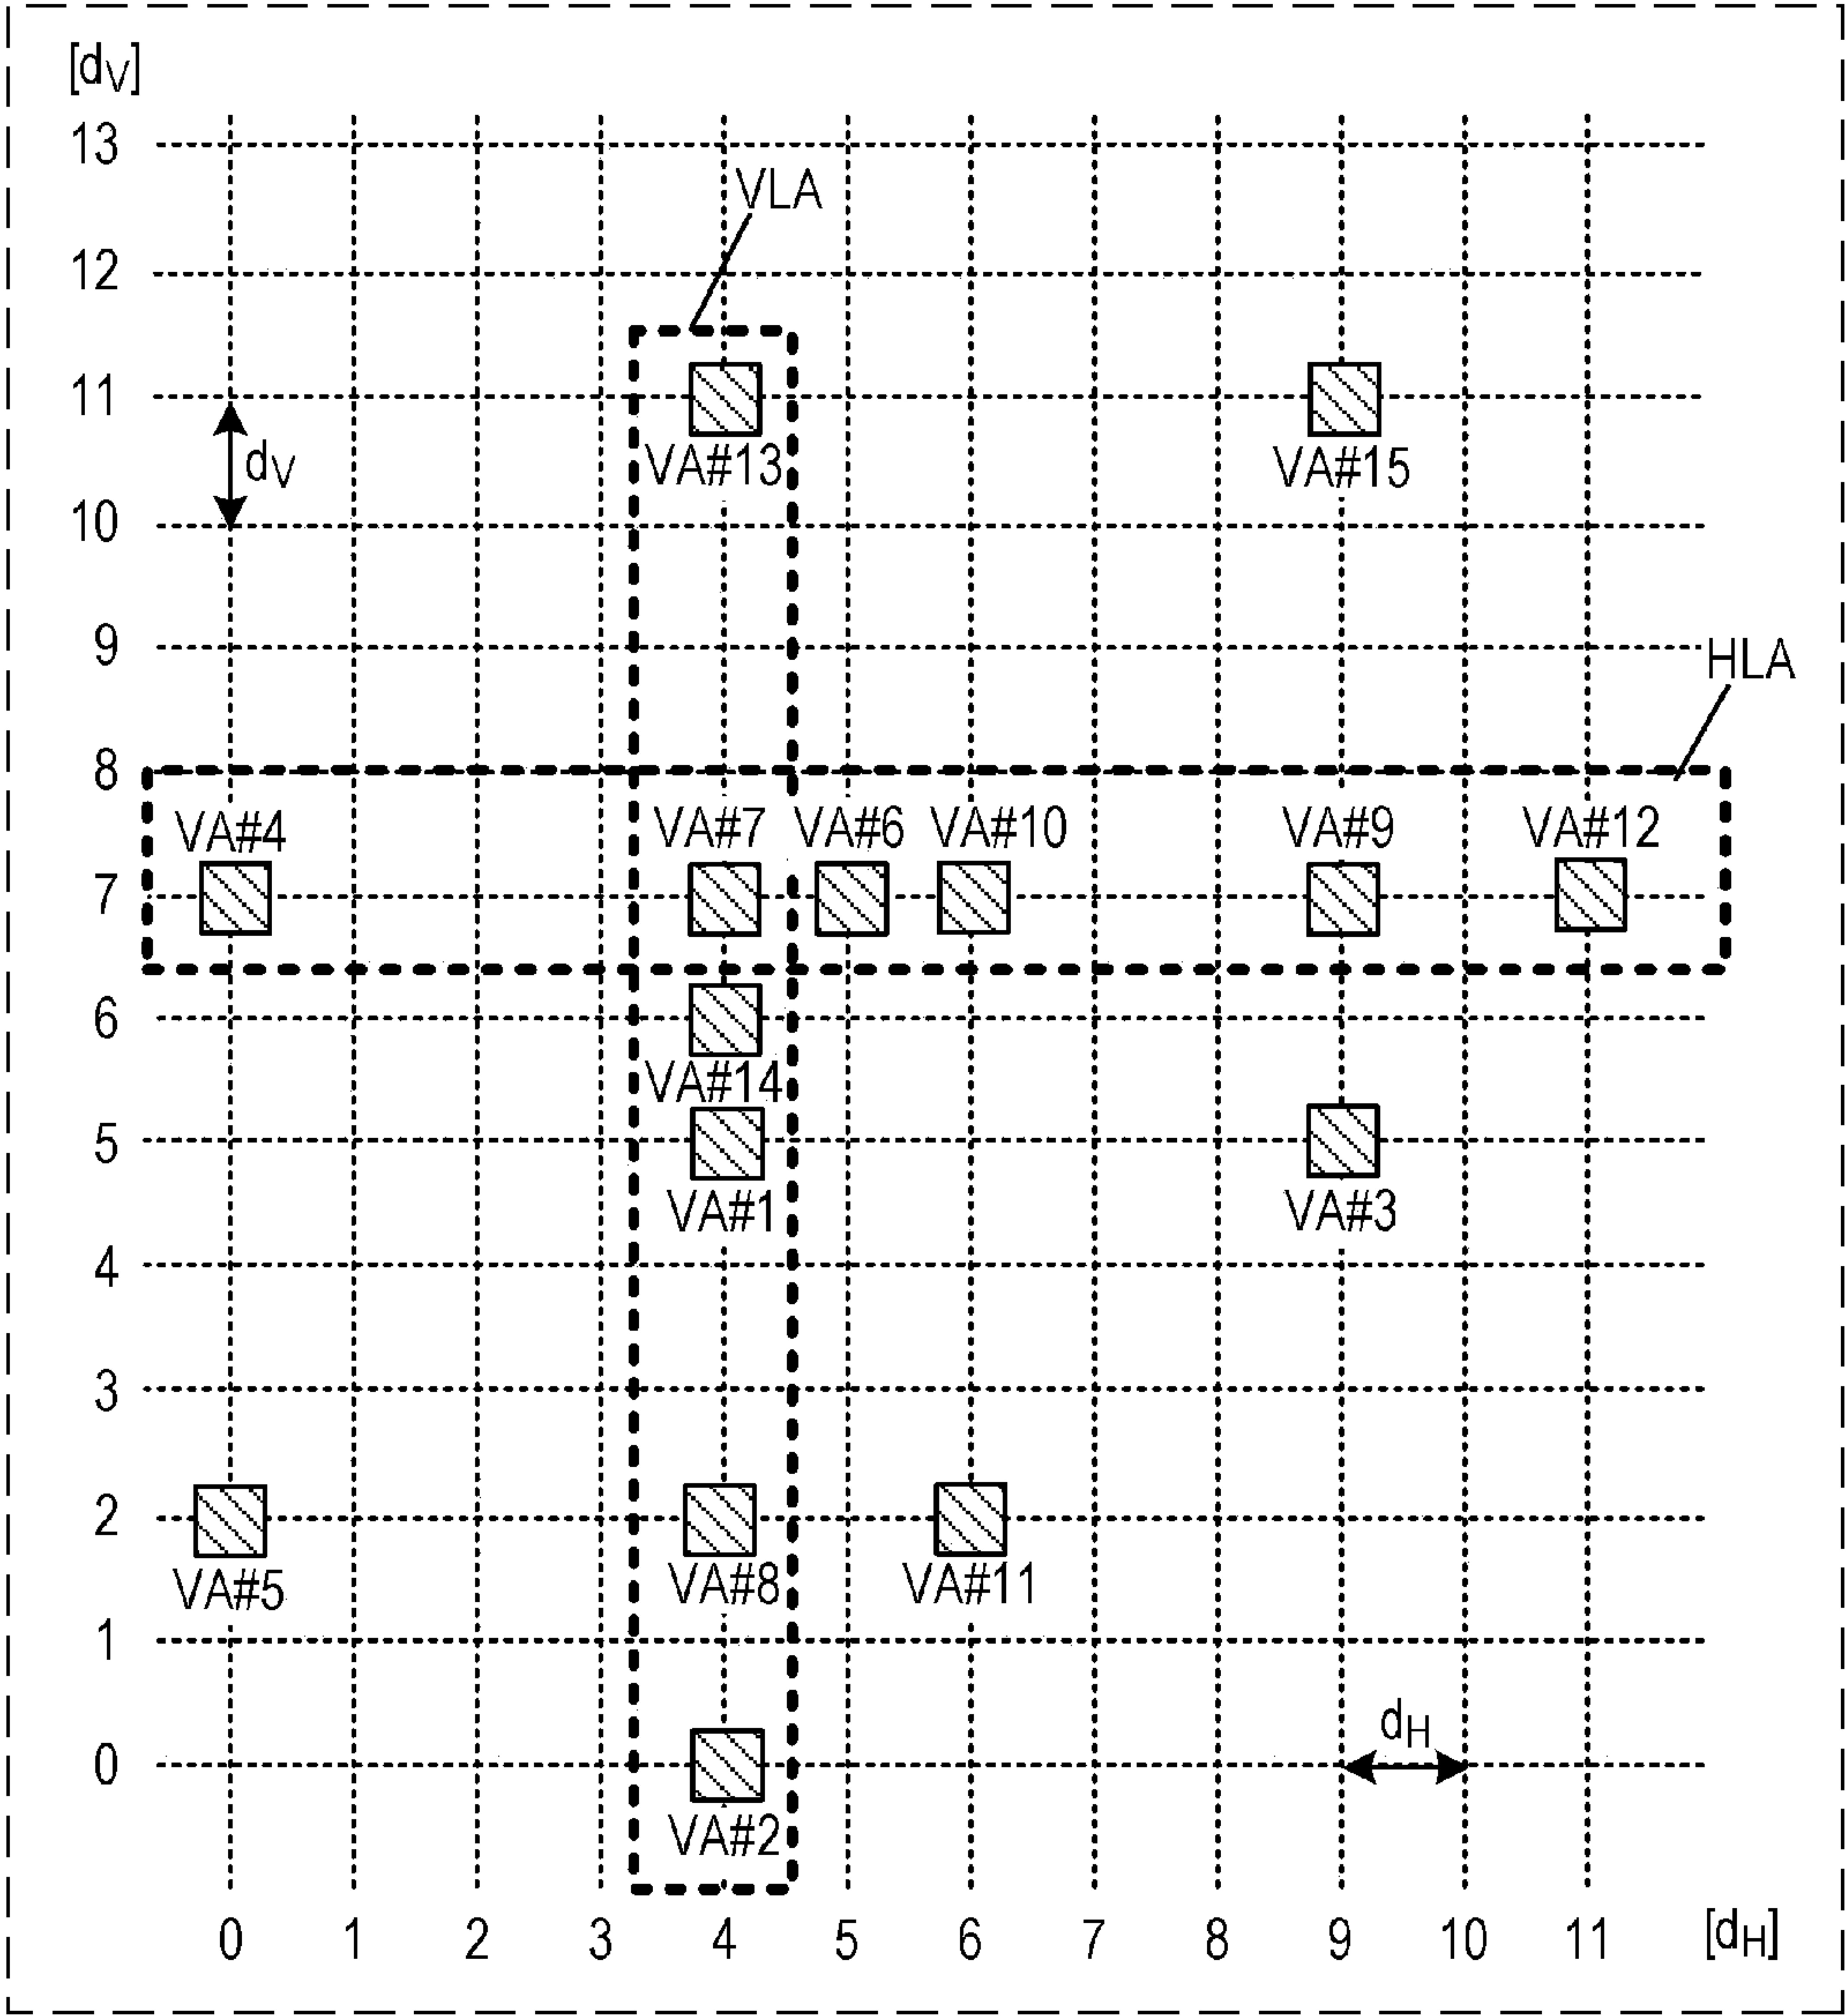 [dV]
13
VLA
12
11
VA#13 VA#15
dV
10
9
HLA
8
VA#4 VA#7 VA#6 VA#10 VA#9 VA#12
7
6
VA#14
5
VA#1 VA#3
4
3
2
VA#5 VA#8 VA#11
1
dH
0
VA#2
0 1 2 3 4 5 6 7 8 9 10 11 [dH]